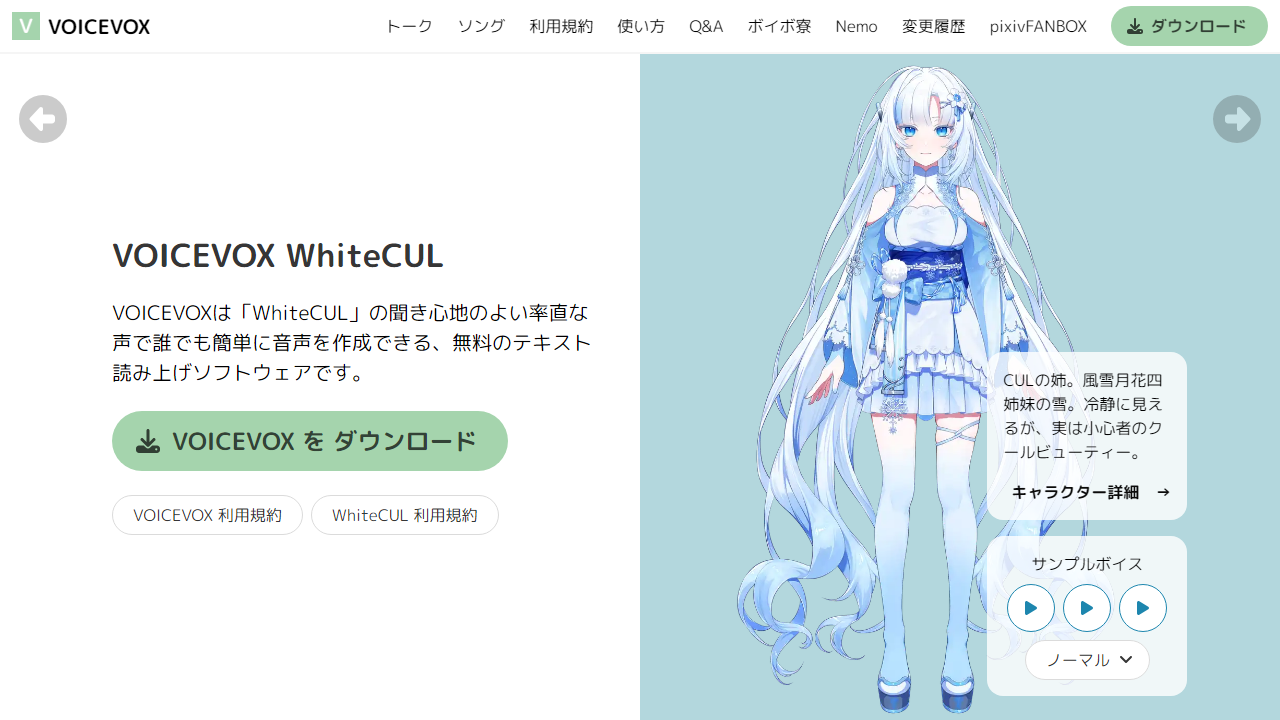 V VOICEVOX
トーク ソング 利用規約 使い方 Q&A ボイボ寮 Nemo 変更履歴 pixivFANBOX ダウンロード
VOICEVOX WhiteCUL
VOICEVOXは「WhiteCUL」の聞き心地のよい率直な
声で誰でも簡単に音声を作成できる、無料のテキスト
読み上げソフトウェアです。
VOICEVOX を ダウンロード
VOICEVOX 利用規約 WhiteCUL 利用規約
CULの姉。風雪月花四
姉妹の雪。冷静に見え
るが、実は小心者のク
ールビューティー。
キャラクター詳細 →
サンプルボイス
ノーマル